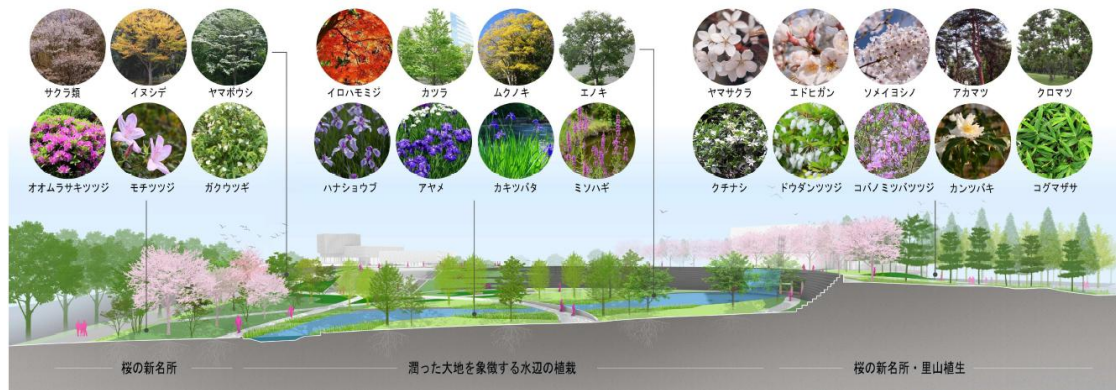 サクラ類
イヌシデ
ヤマボウシ
オオムラサキツツジ
モチツツジ
ガクウツギ
イロハモミジ
カツラ
ムクノキ
エノキ
ハナショウブ
アヤメ
カキツバタ
ミソハギ
ヤマサクラ
エドヒガン
ソメイヨシノ
アカマツ
クロマツ
クチナシ
ドウダンツツジ
コバノミツバツツジ
カンツバキ
コグマザサ
桜の新名所
潤った大地を象徴する水辺の植栽
桜の新名所・里山植生